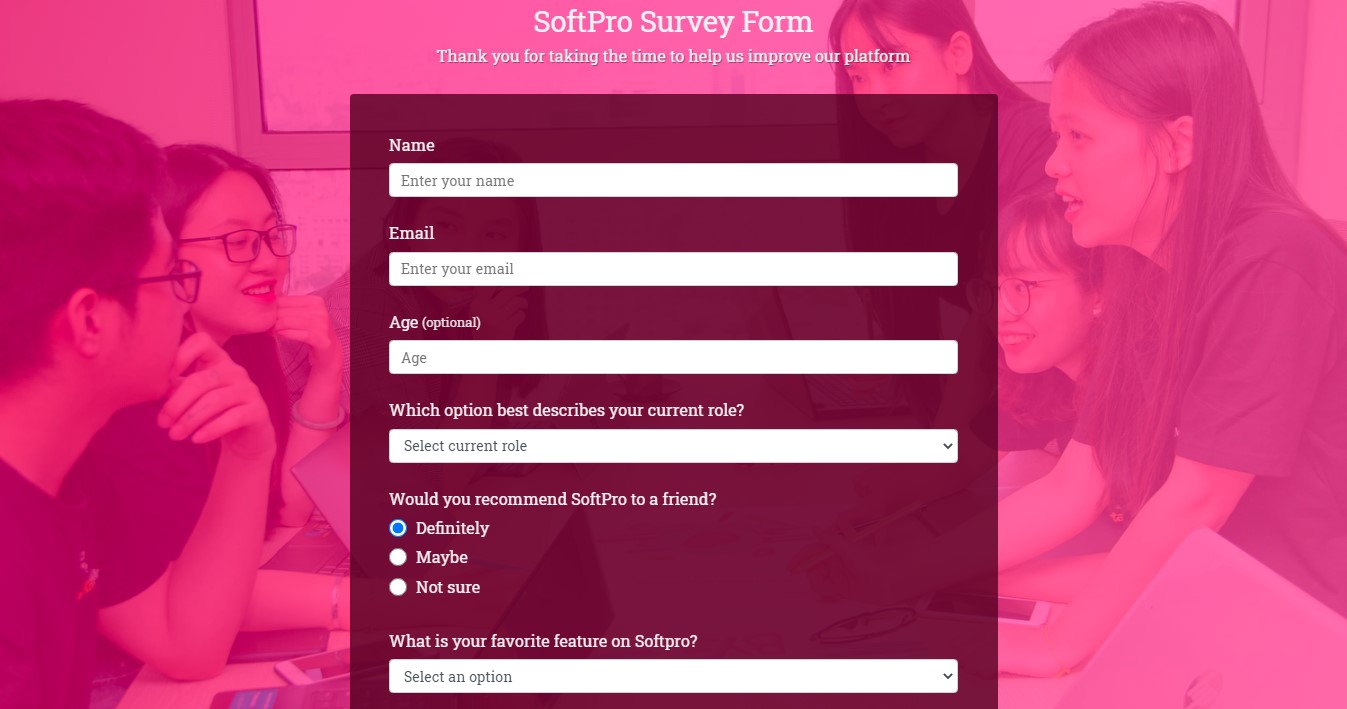 SoftPro Survey Form
Thank you for taking the time to help us improve our platform
Name
Enter your name
Email
Enter your email
Age (optional)
Age
Which option best describes your current role?
Select current role
Would you recommend SoftPro to a friend?
Definitely
Maybe
Not sure
What is your favorite feature on Softpro?
Select an option